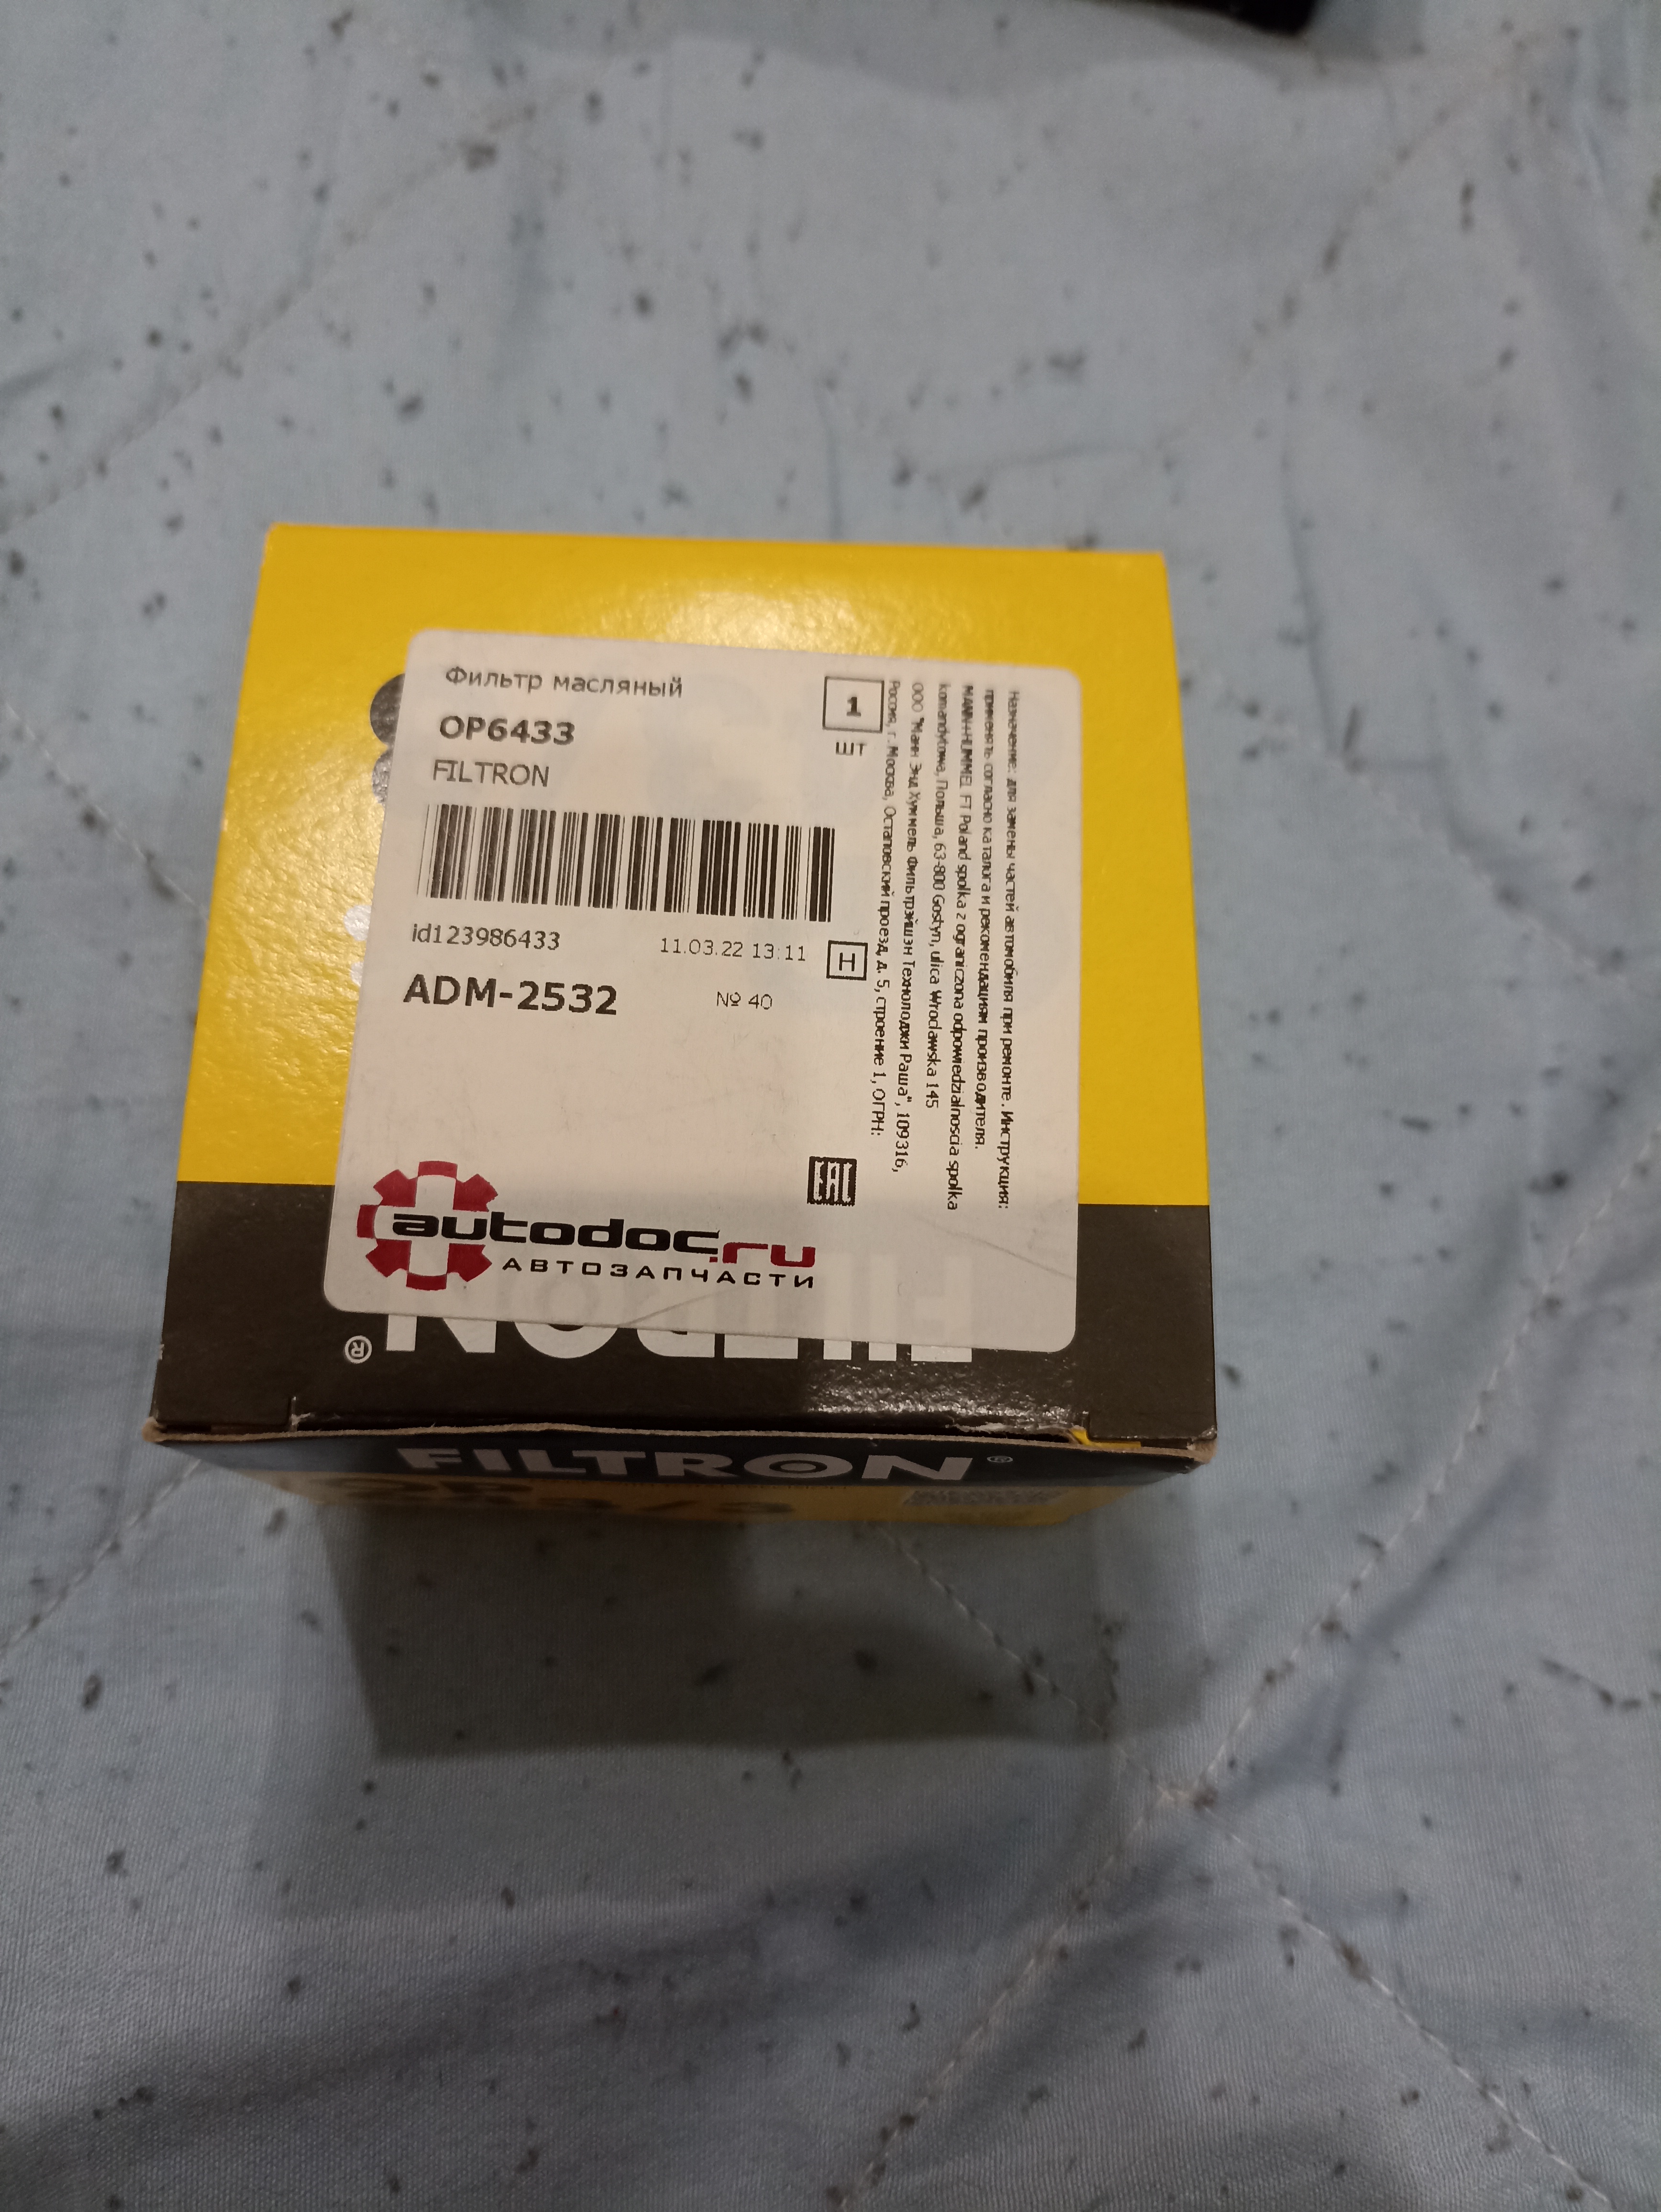 Фильтр масляный
OP6433
FILTRON
1
шт
id123986433
11.03.22 13:11
H
ADM-2532
№ 40
Назначение: для замены частей автомобиля при ремонте. Инструкция:
применять согласно каталога и рекомендациям производителя.
MANN+HUMMEL FT Poland spolka z ograniczona odpowiedzialnoscia spolka
komandytowa, Польша, 63-800 Gostyn, ulica Wroclawska 145
ООО "Манн Энд Хуммель Фильтрэйшэн Технолоджи Раша", 109316,
Россия, г. Москва, Остаповский проезд, д. 5, строение 1, ОГРН:
EAC
autodoc.ru
АВТОЗАПЧАСТИ
FILTRON®
FILTRON®